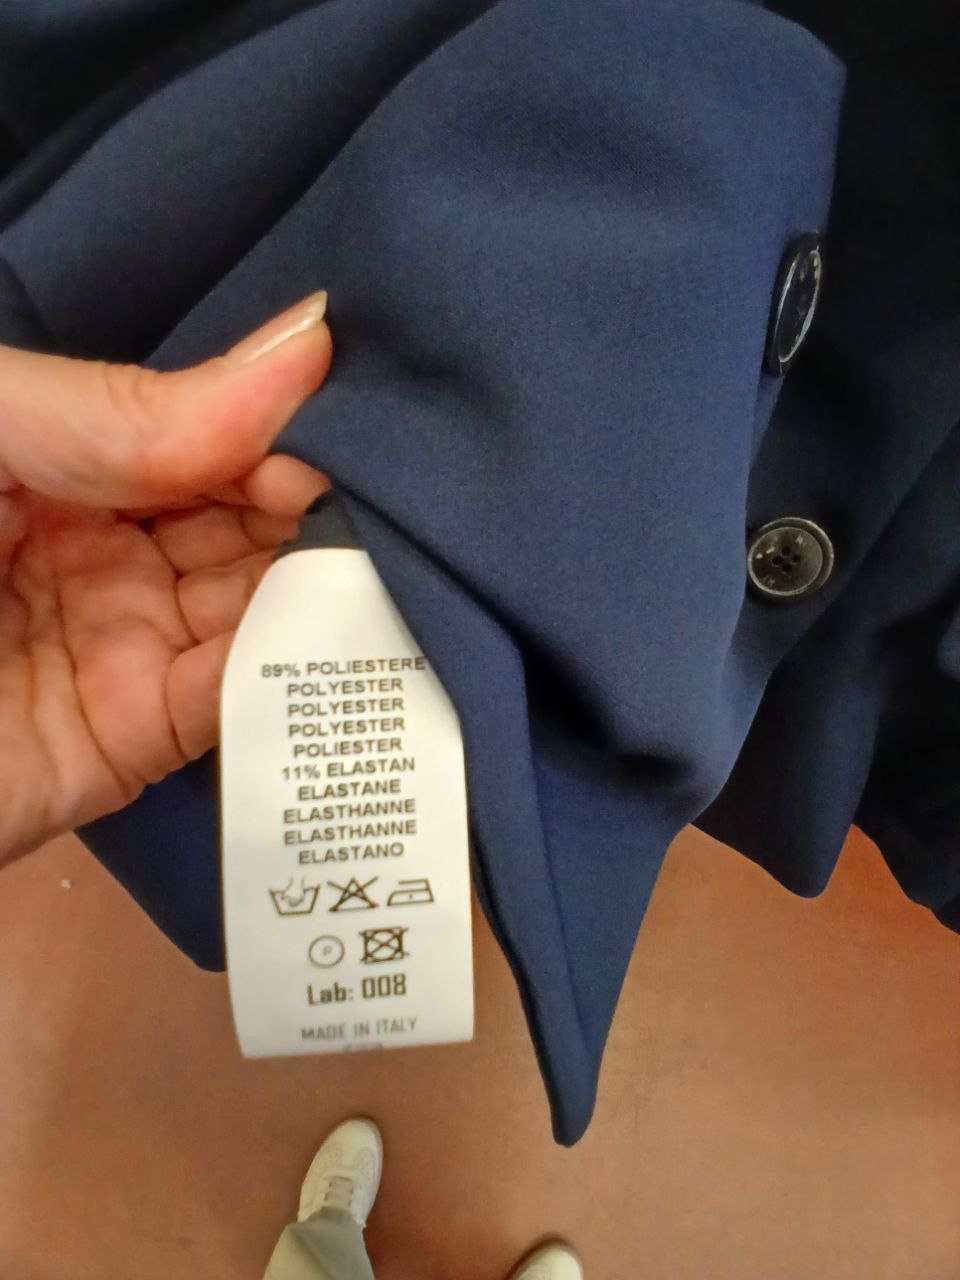 89% POLIESTERE
POLYESTER
POLYESTER
POLYESTER
POLIESTER
11% ELASTAN
ELASTANE
ELASTHANNE
ELASTHANNE
ELASTANO
P
Lab: 008
MADE IN ITALY